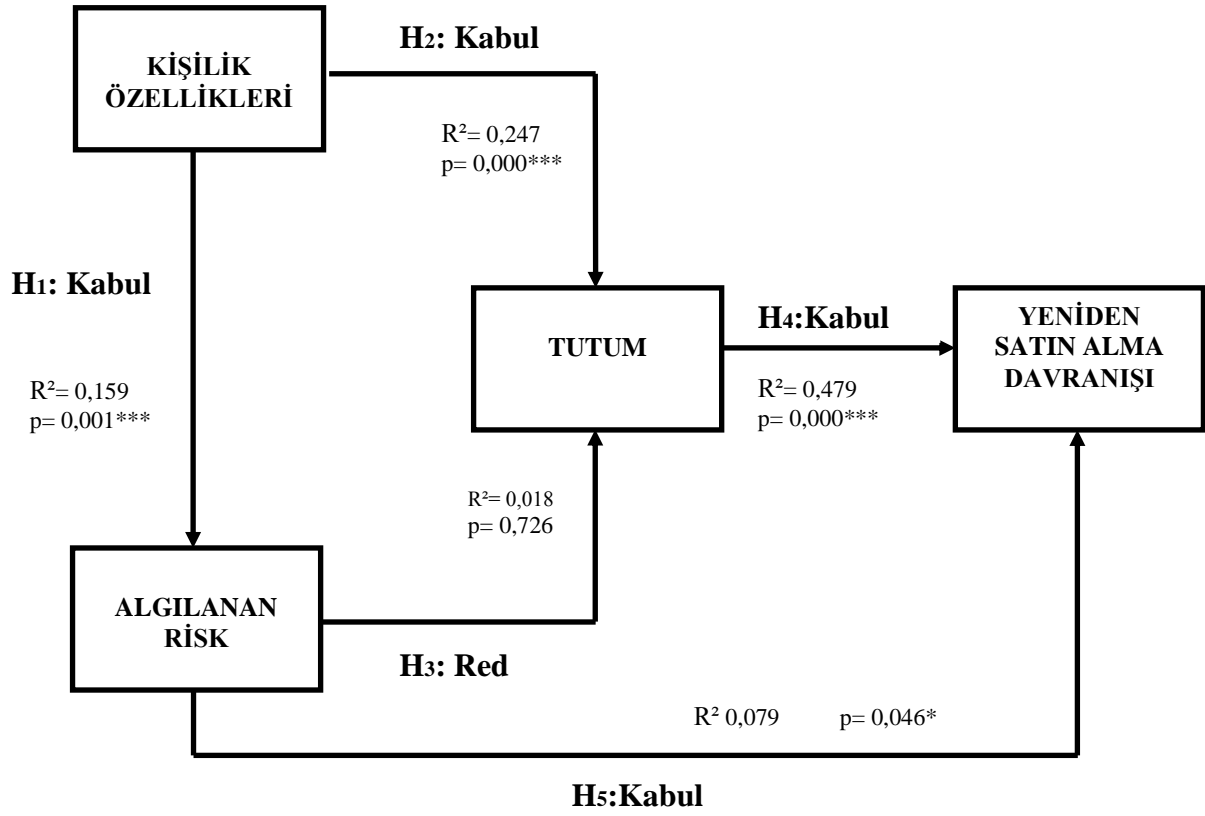 H2: Kabul
KİŞİLİK
ÖZELLİKLERİ
R²= 0,247
p= 0,000***
H1: Kabul
R²= 0,159
p= 0,001***
TUTUM
H4:Kabul
R²= 0,479
p= 0,000***
YENİDEN
SATIN ALMA
DAVRANIŞI
R²= 0,018
p= 0,726
ALGILANAN
RİSK
H3: Red
R² 0,079 p= 0,046*
H5:Kabul